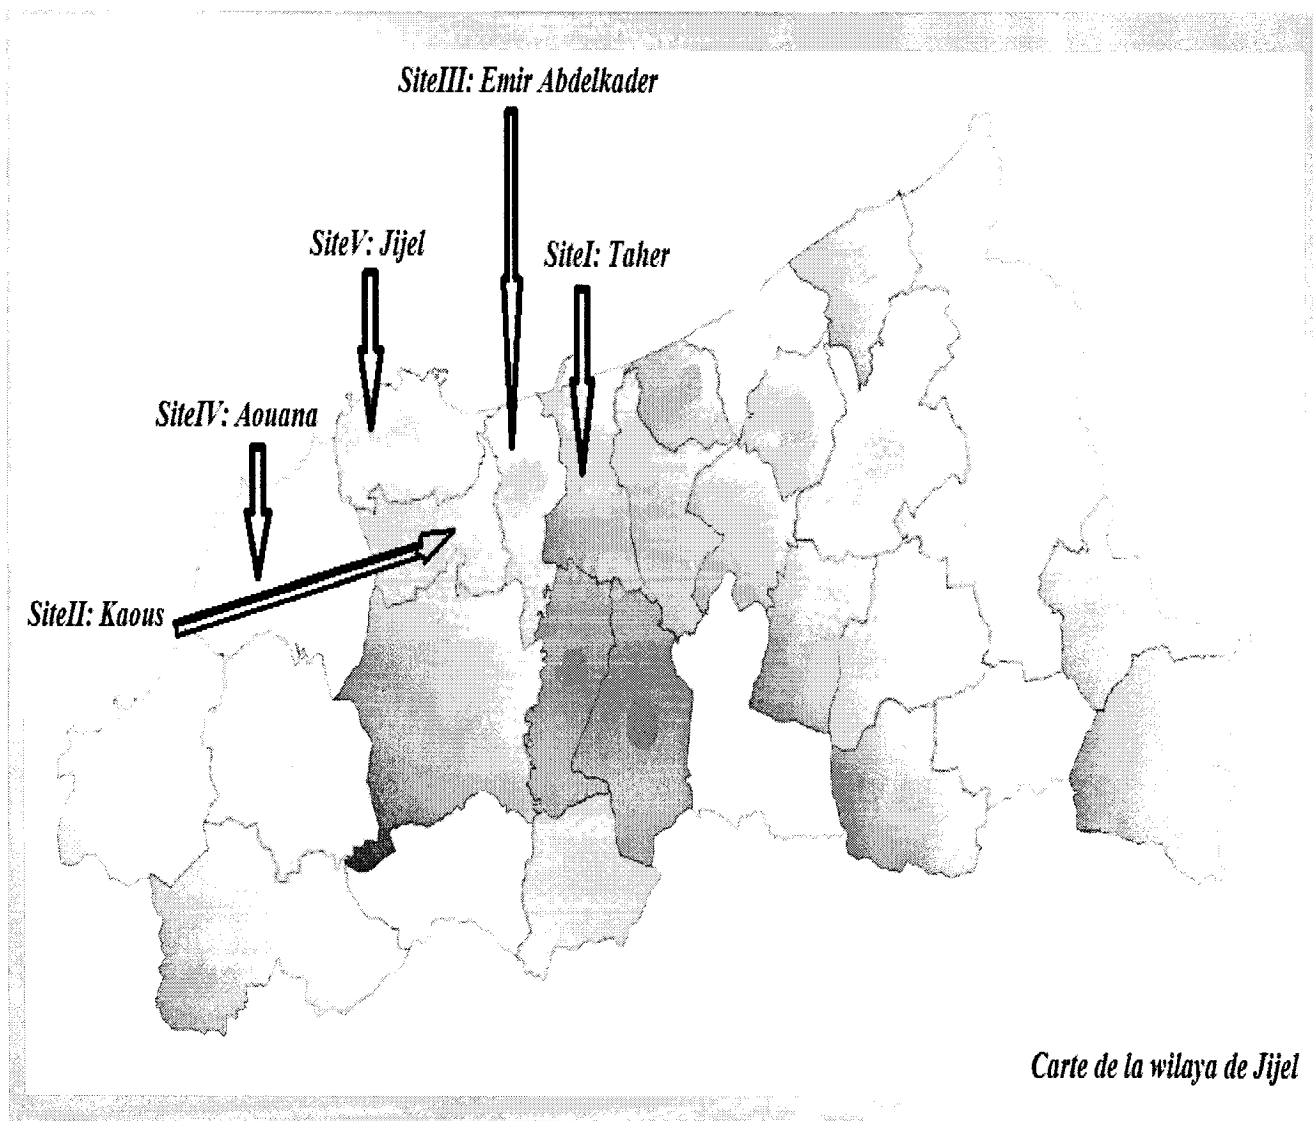 SiteIII: Emir Abdelkader
SiteV: Jijel
SiteI: Taher
SiteIV: Aouana
SiteII: Kaous
Carte de la wilaya de Jijel